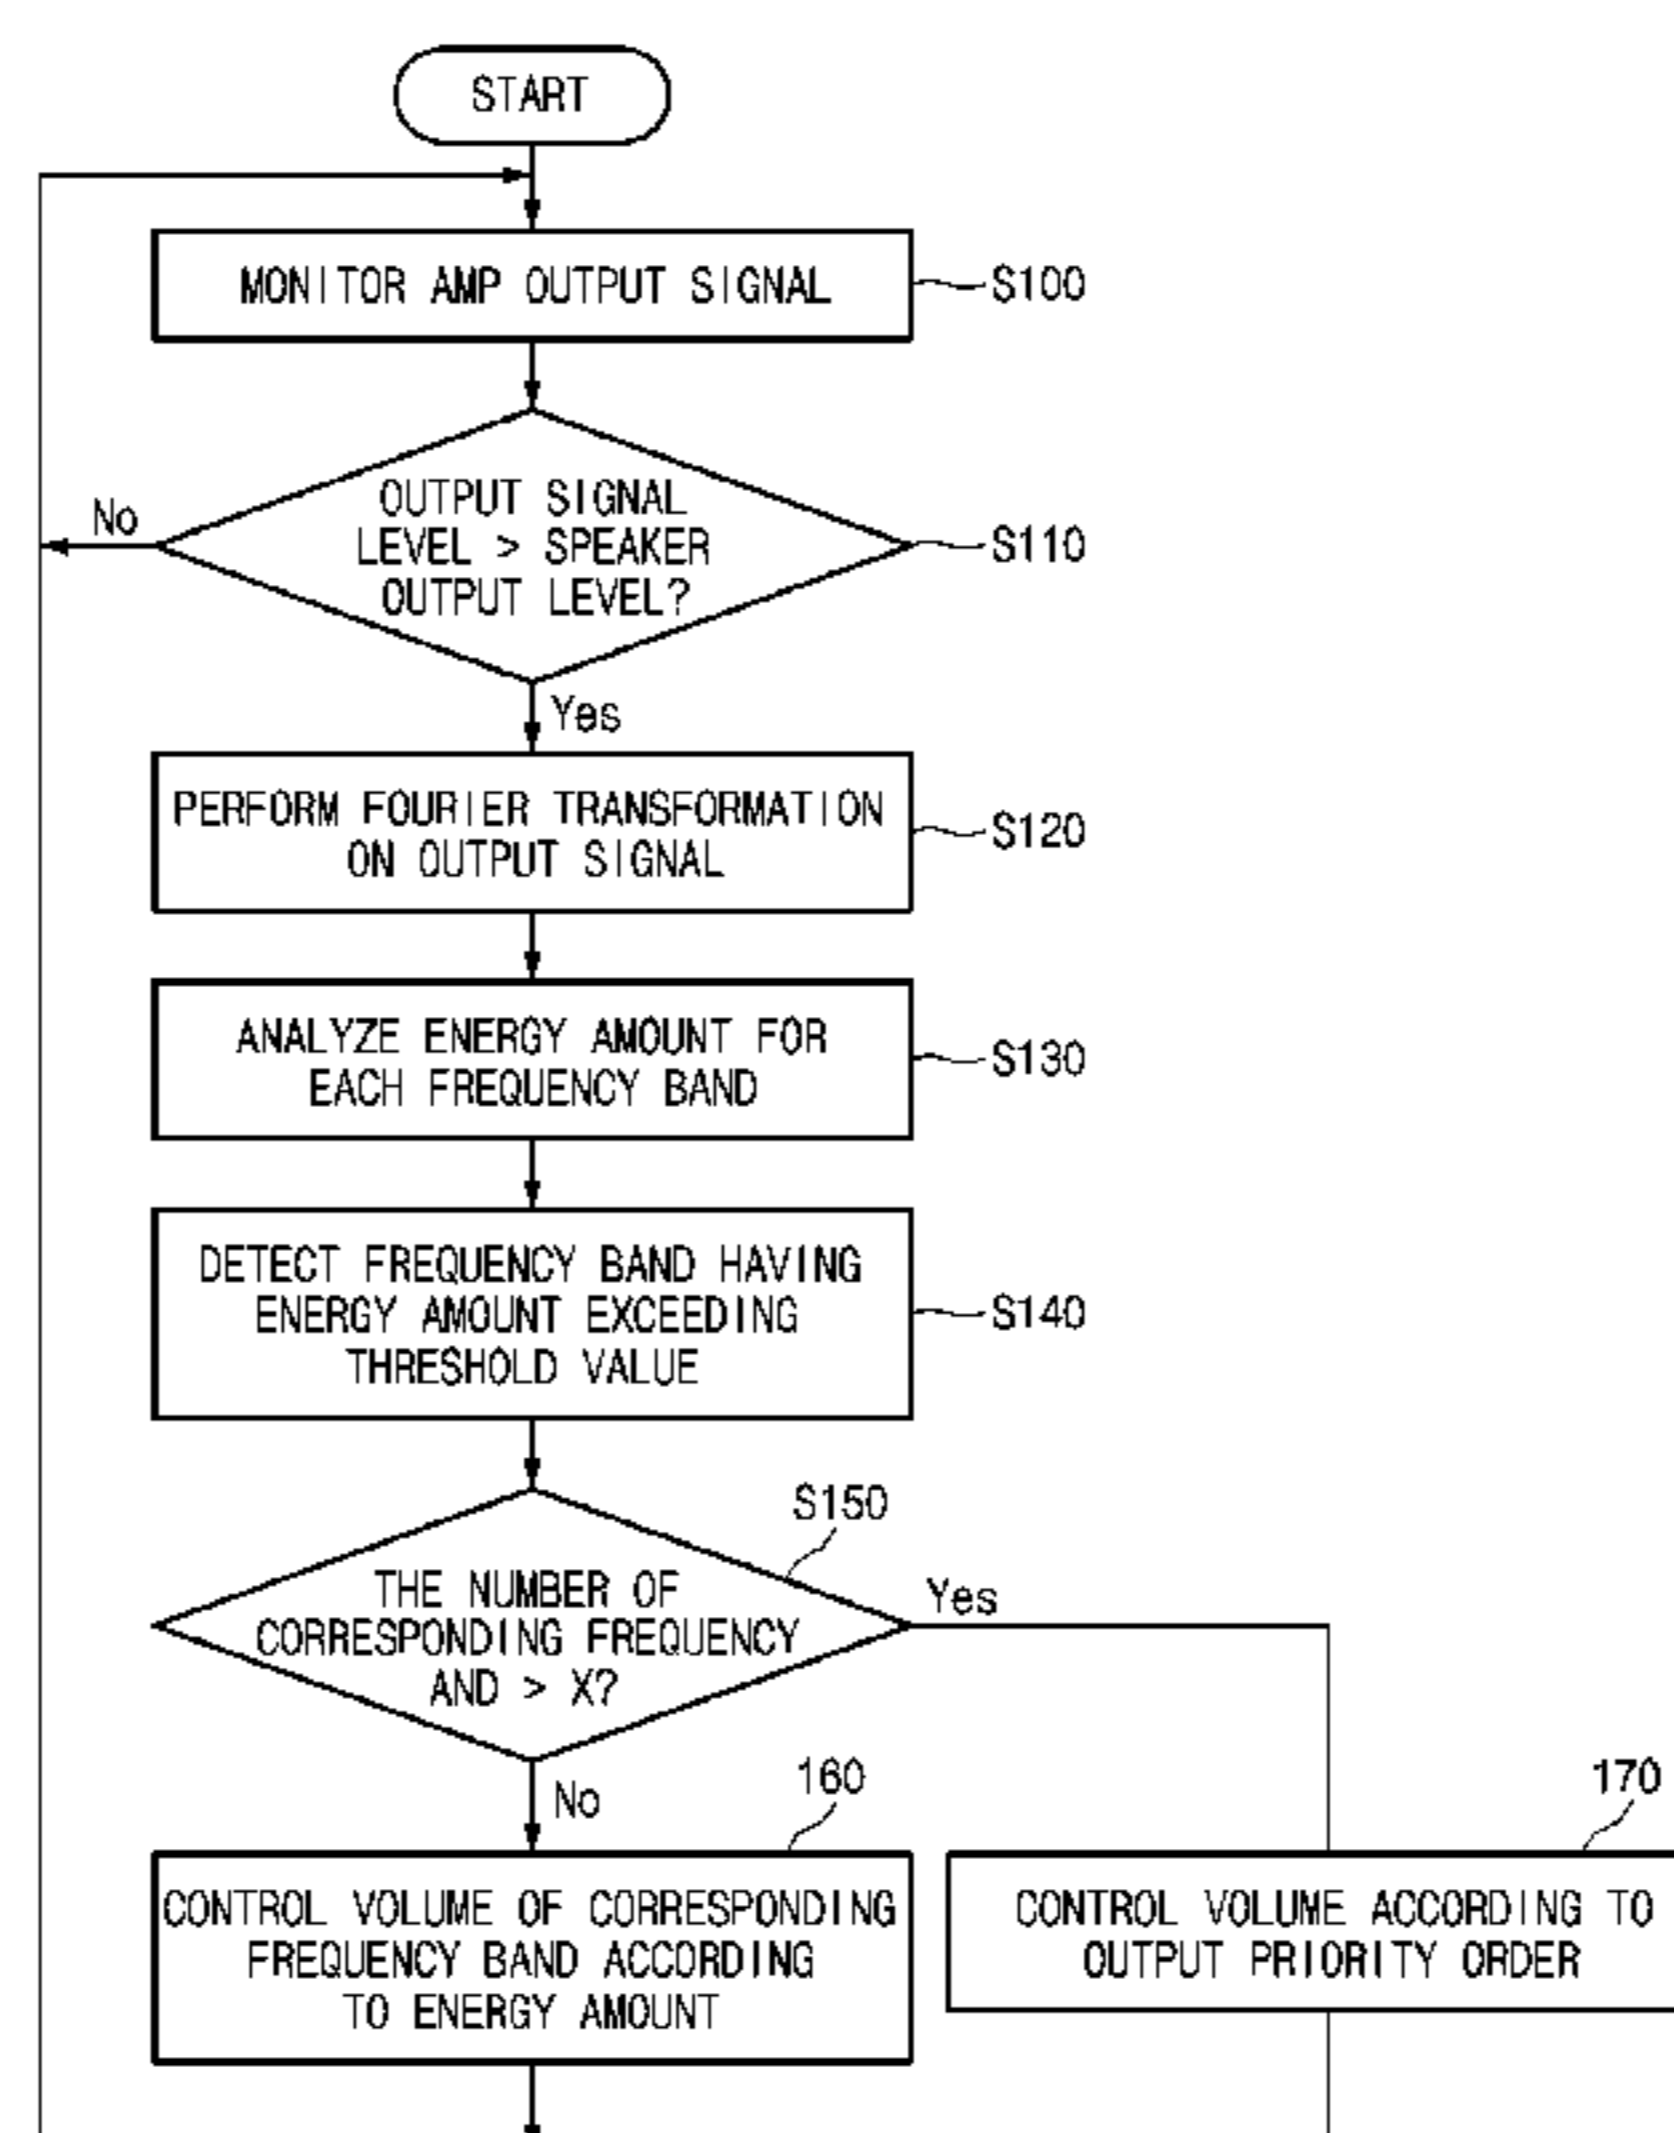 START
MONITOR AMP OUTPUT SIGNAL
S100
OUTPUT SIGNAL
LEVEL > SPEAKER
OUTPUT LEVEL?
No
S110
Yes
PERFORM FOURIER TRANSFORMATION
ON OUTPUT SIGNAL
S120
ANALYZE ENERGY AMOUNT FOR
EACH FREQUENCY BAND
S130
DETECT FREQUENCY BAND HAVING
ENERGY AMOUNT EXCEEDING
THRESHOLD VALUE
S140
S150
THE NUMBER OF
CORRESPONDING FREQUENCY
AND > X?
Yes
No
160
170
CONTROL VOLUME OF CORRESPONDING
FREQUENCY BAND ACCORDING
TO ENERGY AMOUNT
CONTROL VOLUME ACCORDING TO
OUTPUT PRIORITY ORDER